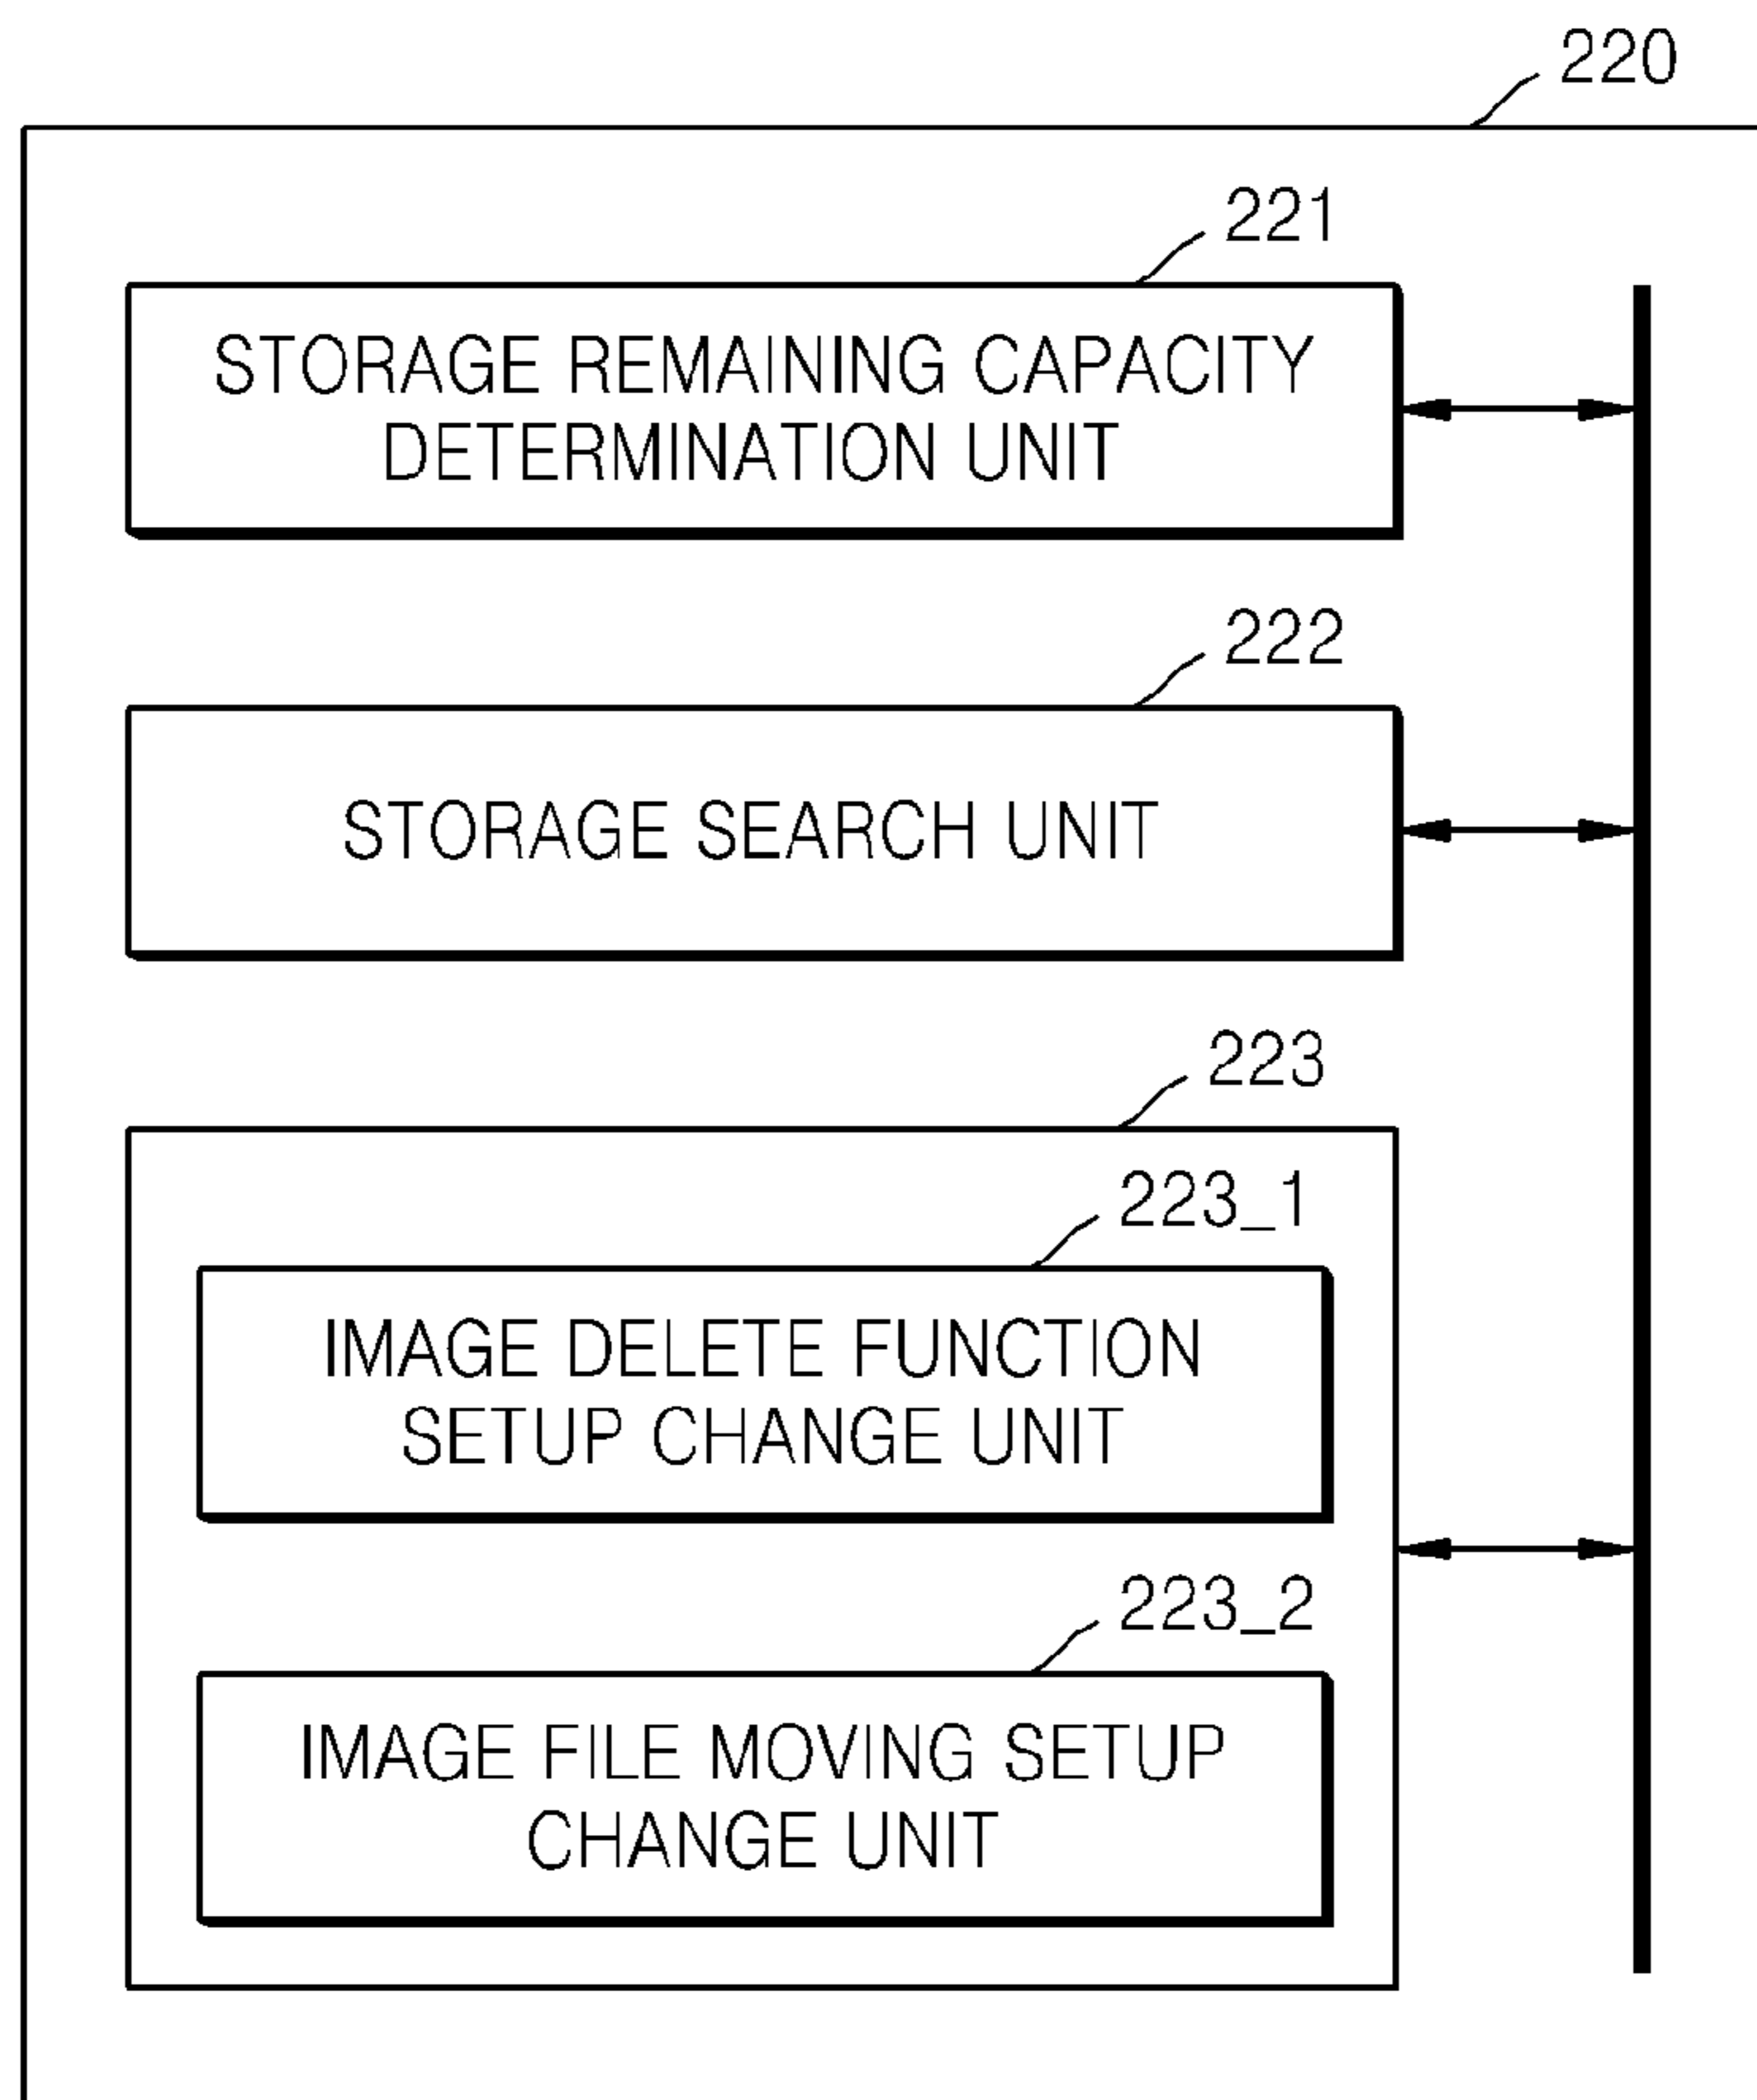 220
221
STORAGE REMAINING CAPACITY
DETERMINATION UNIT
222
STORAGE SEARCH UNIT
223
223_1
IMAGE DELETE FUNCTION
SETUP CHANGE UNIT
223_2
IMAGE FILE MOVING SETUP
CHANGE UNIT